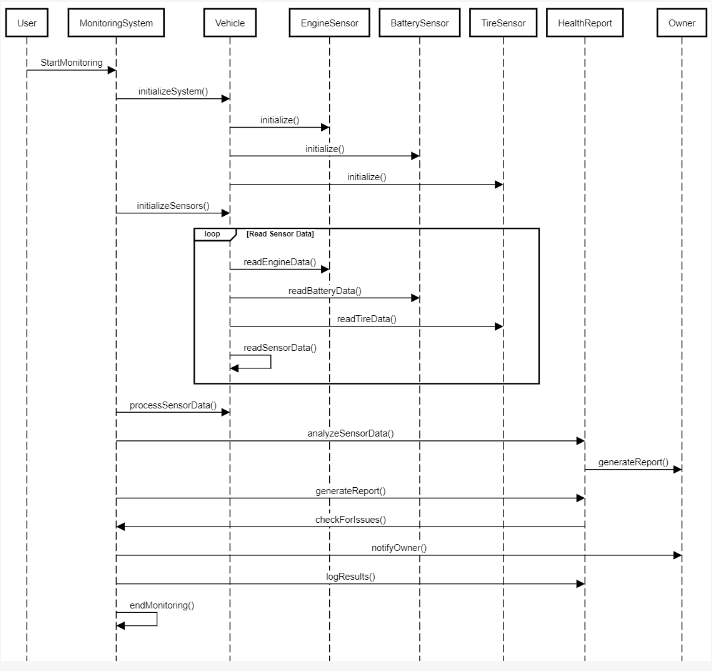 User MonitoringSystem Vehicle EngineSensor BatterySensor TireSensor HealthReport Owner
StartMonitoring
initializeSystem()
initialize()
initialize()
initialize()
initializeSensors()
loop [Read Sensor Data]
readEngineData()
readBatteryData()
readTireData()
readSensorData()
processSensorData()
analyzeSensorData()
generateReport()
generateReport()
checkForIssues()
notifyOwner()
logResults()
endMonitoring()